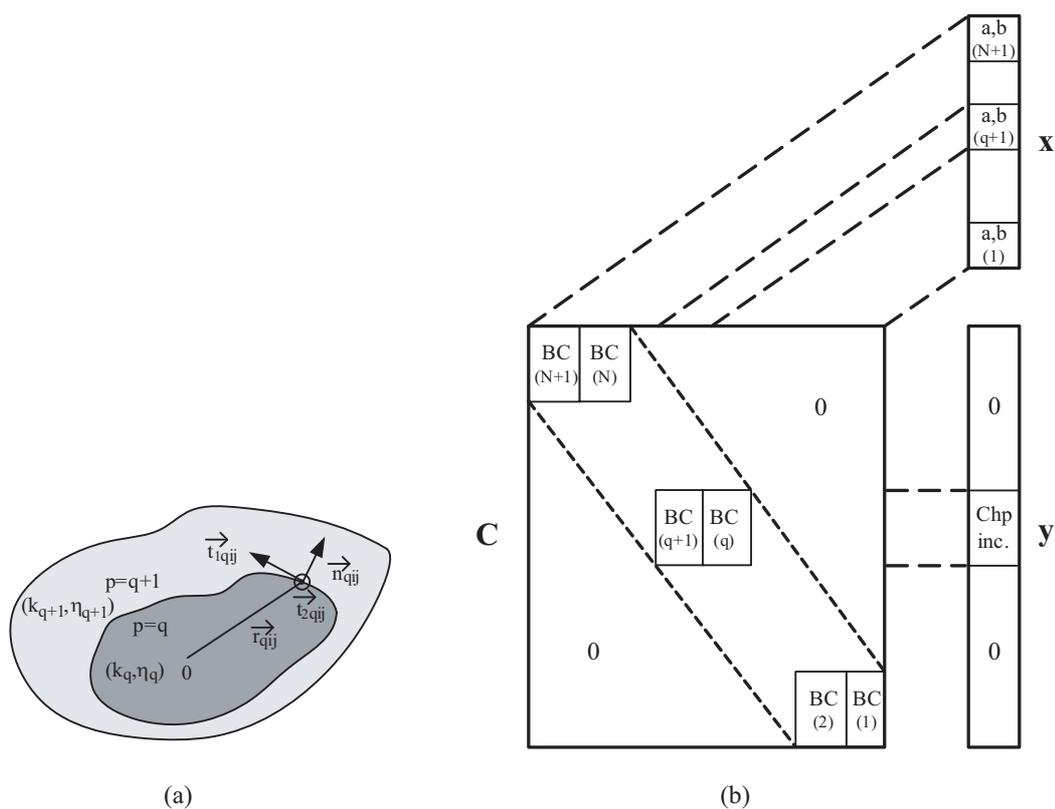 a,b
(N+1)
a,b
(q+1)
x
a,b
(1)
BC
(N+1)
BC
(N)
0
0
C
BC
(q+1)
BC
(q)
Chp
inc.
y
0
BC
(2)
BC
(1)
0
t1qij
nqij
p=q+1
(kq+1,ηq+1)
t2qij
p=q
rqij
(kq,ηq)
0
(a)
(b)